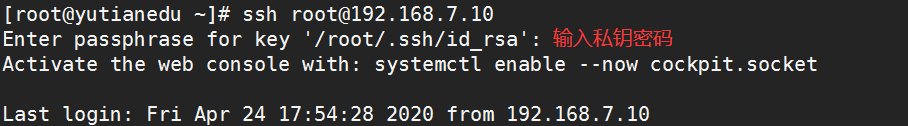 [root@yutianedu ~]# ssh root@192.168.7.10
Enter passphrase for key '/root/.ssh/id_rsa': 输入私钥密码
Activate the web console with: systemctl enable --now cockpit.socket
Last login: Fri Apr 24 17:54:28 2020 from 192.168.7.10